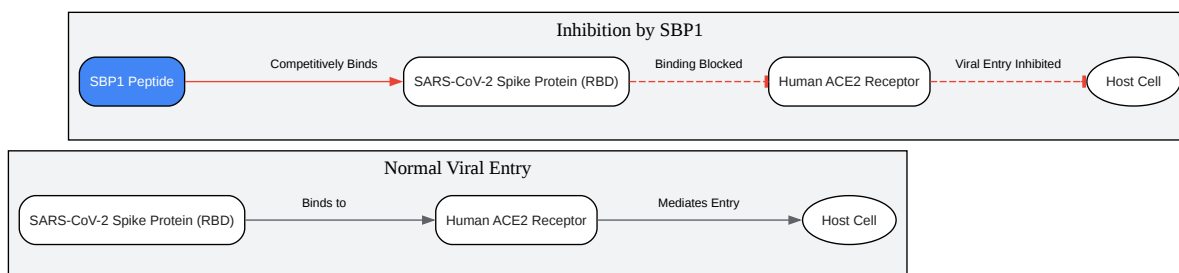 Inhibition by SBP1
SBP1 Peptide
Competitively Binds
SARS-CoV-2 Spike Protein (RBD)
Binding Blocked
Human ACE2 Receptor
Viral Entry Inhibited
Host Cell
Normal Viral Entry
SARS-CoV-2 Spike Protein (RBD)
Binds to
Human ACE2 Receptor
Mediates Entry
Host Cell